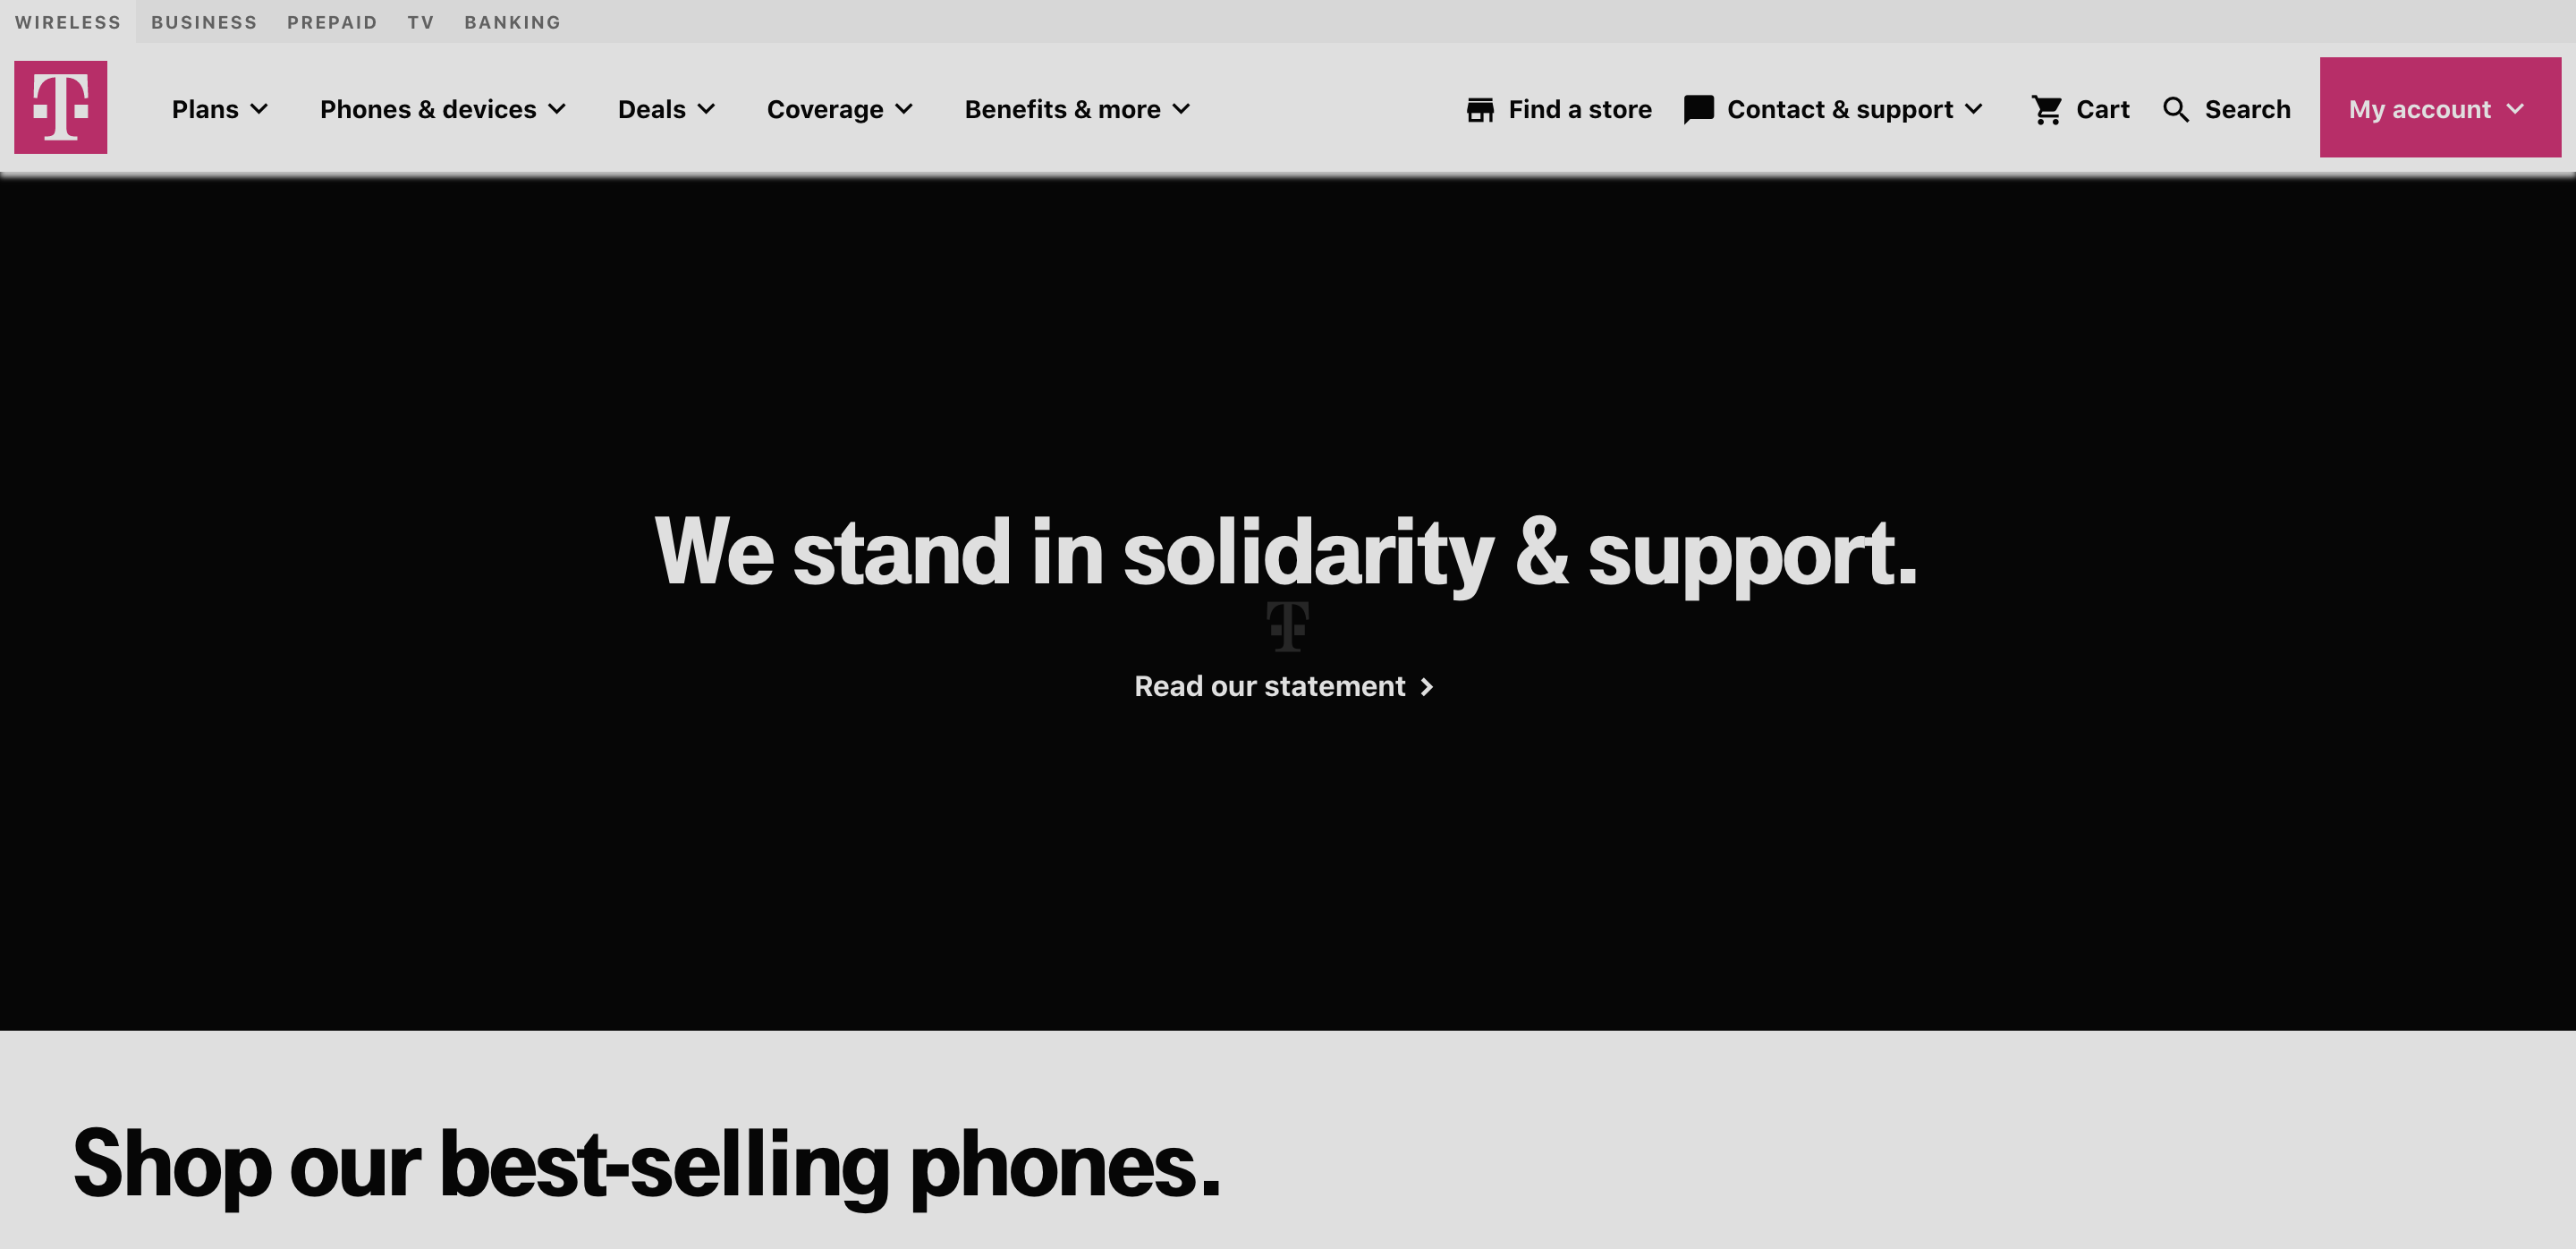 WIRELESS BUSINESS PREPAID TV BANKING
T Plans Phones & devices Deals Coverage Benefits & more Find a store Contact & support Cart Search My account
We stand in solidarity & support.
T
Read our statement
Shop our best-selling phones.